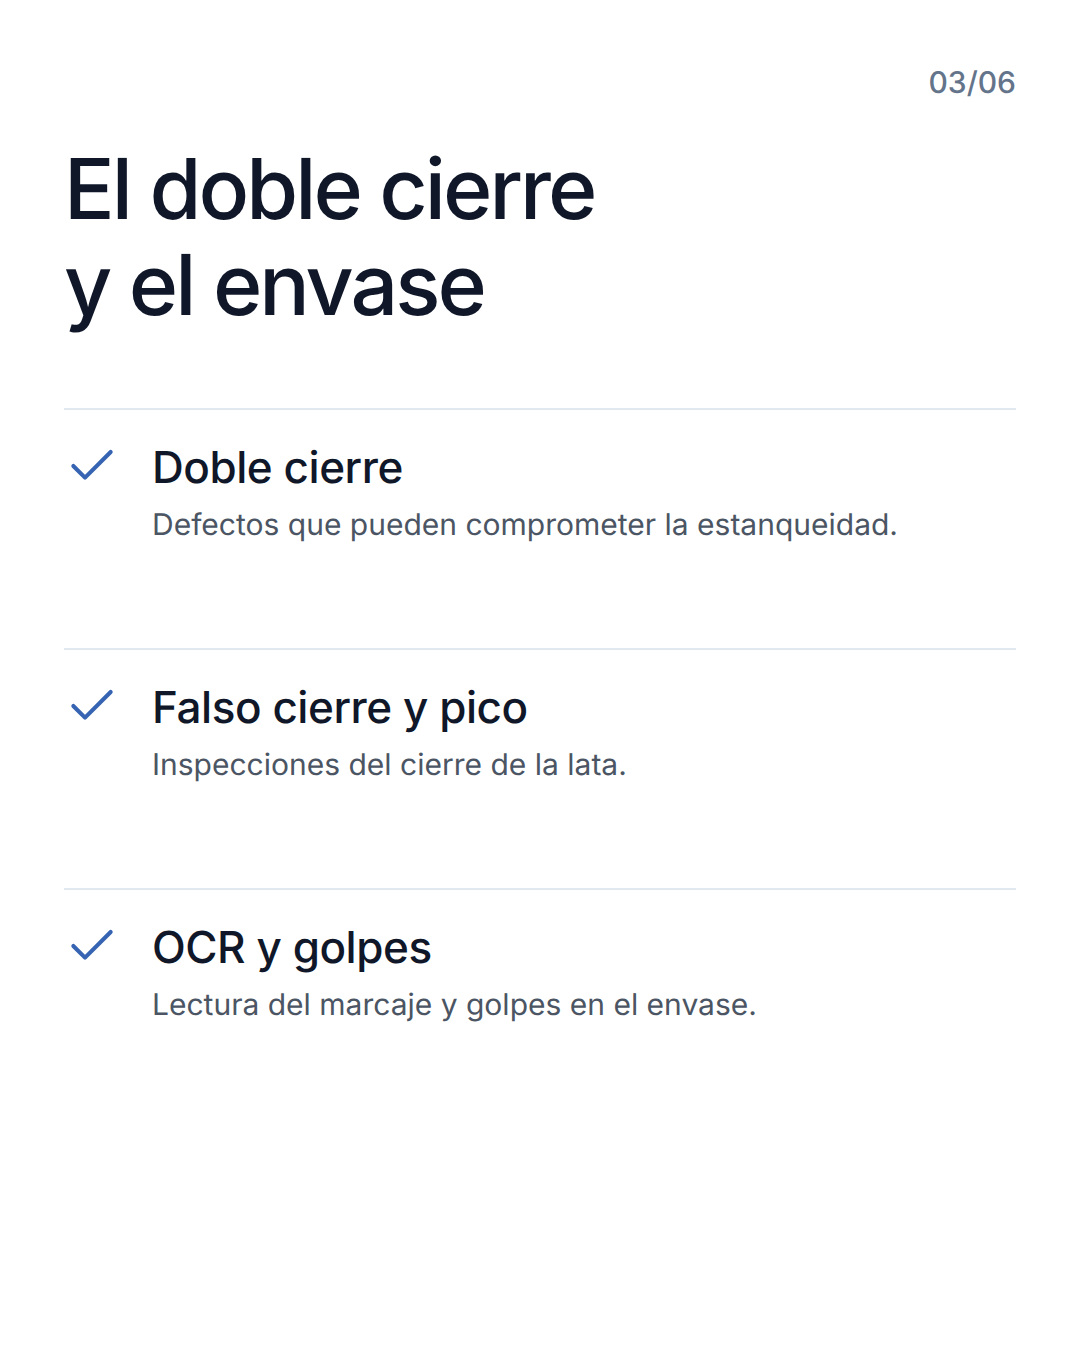 03/06
El doble cierre
y el envase
Doble cierre
Defectos que pueden comprometer la estanqueidad.
Falso cierre y pico
Inspecciones del cierre de la lata.
OCR y golpes
Lectura del marcaje y golpes en el envase.